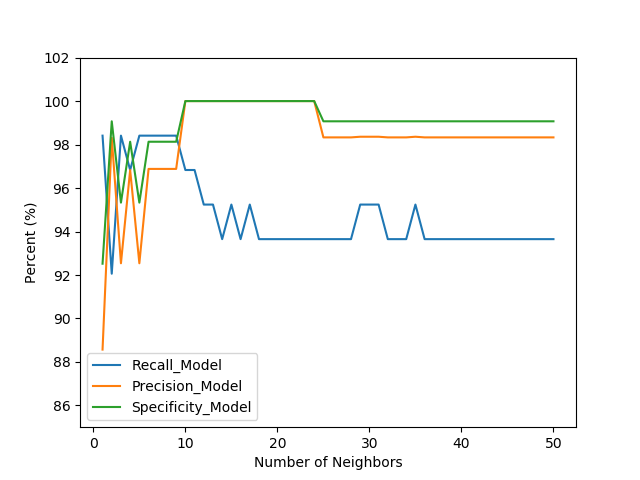 102
100
98
96
94
92
90
88
86
Percent (%)
Recall_Model
Precision_Model
Specificity_Model
0 10 20 30 40 50
Number of Neighbors